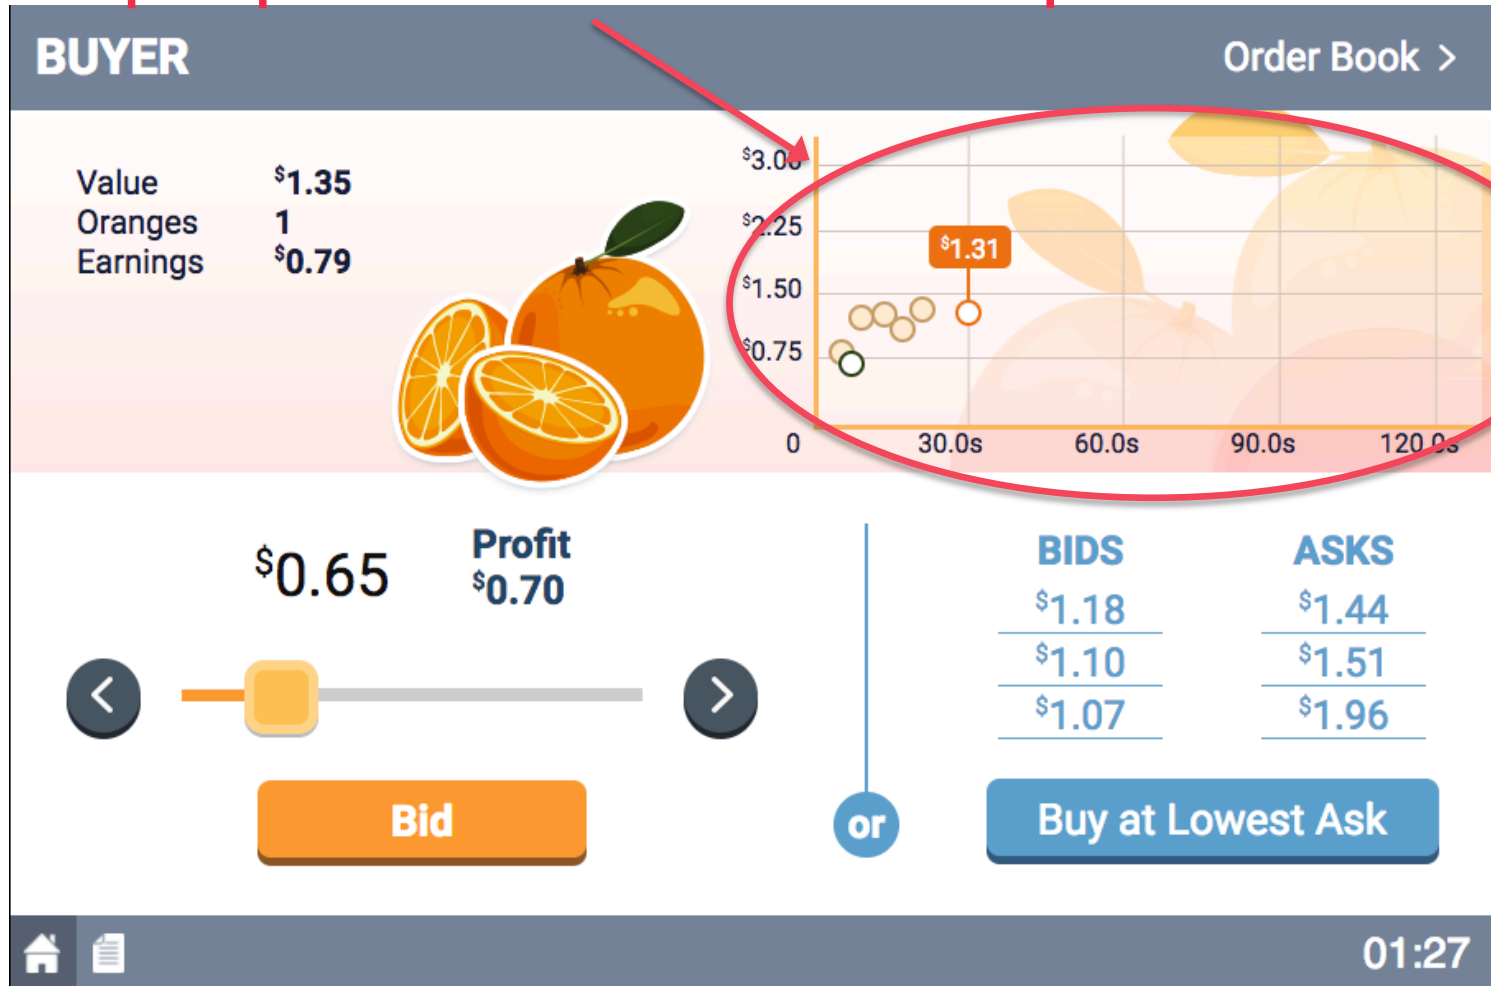 BUYER
Order Book >
Value $1.35
Oranges 1
Earnings $0.79
$3.00
$2.25
$1.50
$0.75
$1.31
0 30.0s 60.0s 90.0s 120.0s
$0.65
Profit
$0.70
Bid
or
BIDS ASKS
$1.18 $1.44
$1.10 $1.51
$1.07 $1.96
Buy at Lowest Ask
01:27